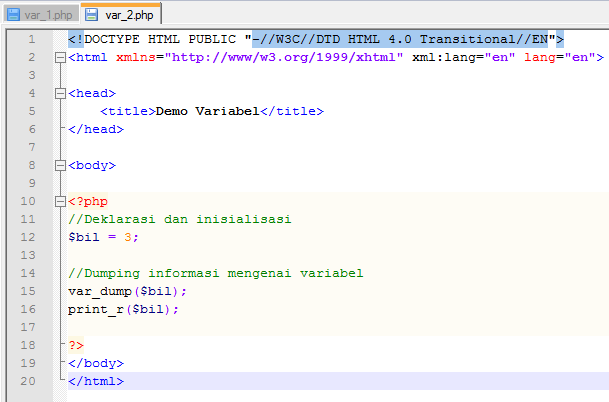 var_1.php var_2.php
1 <!DOCTYPE HTML PUBLIC "-//W3C//DTD HTML 4.0 Transitional//EN">
2 <html xmlns="http://www/w3.org/1999/xhtml" xml:lang="en" lang="en">
3
4 <head>
5 <title>Demo Variabel</title>
6 </head>
7
8 <body>
9
10 <?php
11 //Deklarasi dan inisialisasi
12 $bil = 3;
13
14 //Dumping informasi mengenai variabel
15 var_dump($bil);
16 print_r($bil);
17
18 ?>
19 </body>
20 </html>